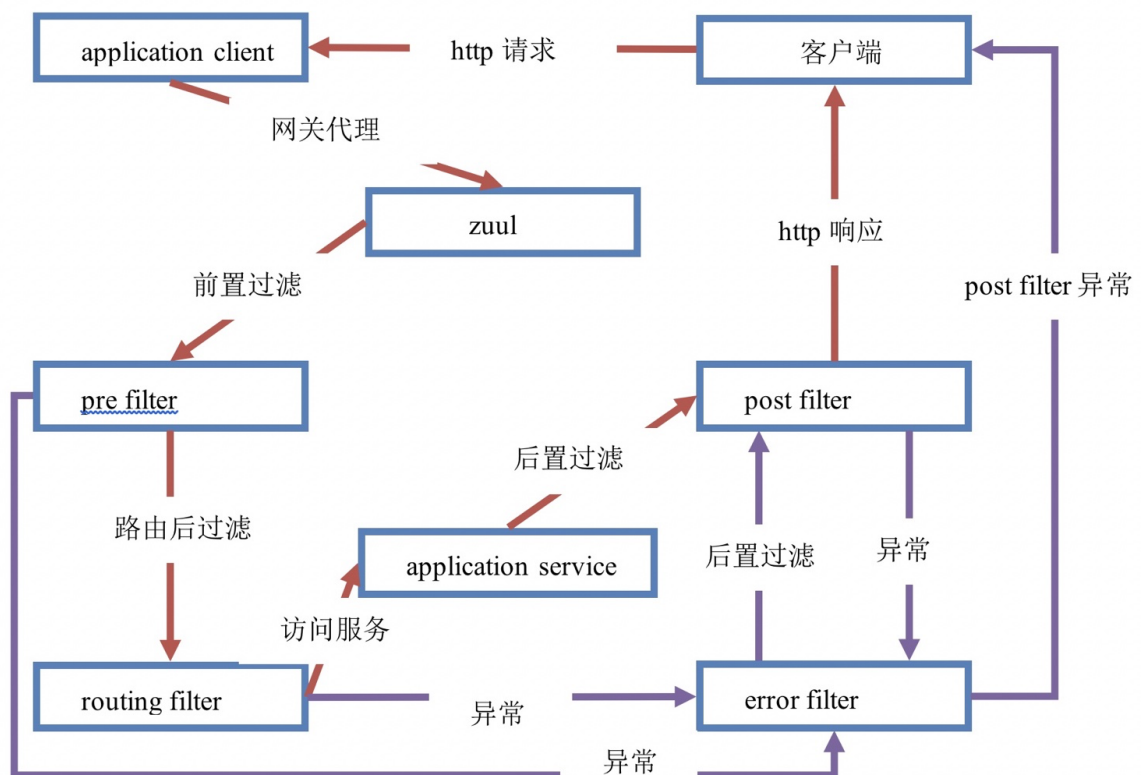 application client
http 请求
客户端
网关代理
zuul
http 响应
前置过滤
post filter 异常
pre filter
post filter
后置过滤
路由后过滤
application service
后置过滤
异常
访问服务
routing filter
异常
error filter
异常